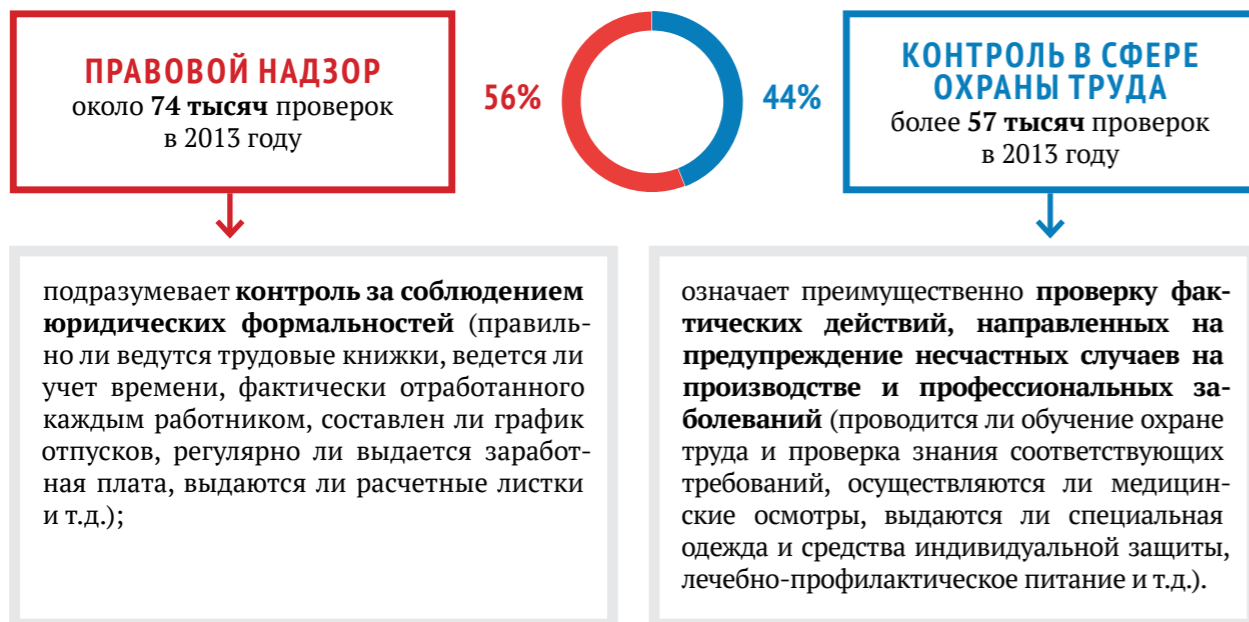 ПРАВОВОЙ НАДЗОР
около 74 тысяч проверок
в 2013 году
56%
44%
КОНТРОЛЬ В СФЕРЕ
ОХРАНЫ ТРУДА
более 57 тысяч проверок
в 2013 году
подразумевает контроль за соблюдением
юридических формальностей (правиль-
но ли ведутся трудовые книжки, ведется ли
учет времени, фактически отработанного
каждым работником, составлен ли график
отпусков, регулярно ли выдается заработ-
ная плата, выдаются ли расчетные листки
и т.д.);
означает преимущественно проверку фак-
тических действий, направленных на
предупреждение несчастных случаев на
производстве и профессиональных за-
болеваний (проводится ли обучение охране
труда и проверка знания соответствующих
требований, осуществляются ли медицин-
ские осмотры, выдаются ли специальная
одежда и средства индивидуальной защиты,
лечебно-профилактическое питание и т.д.).